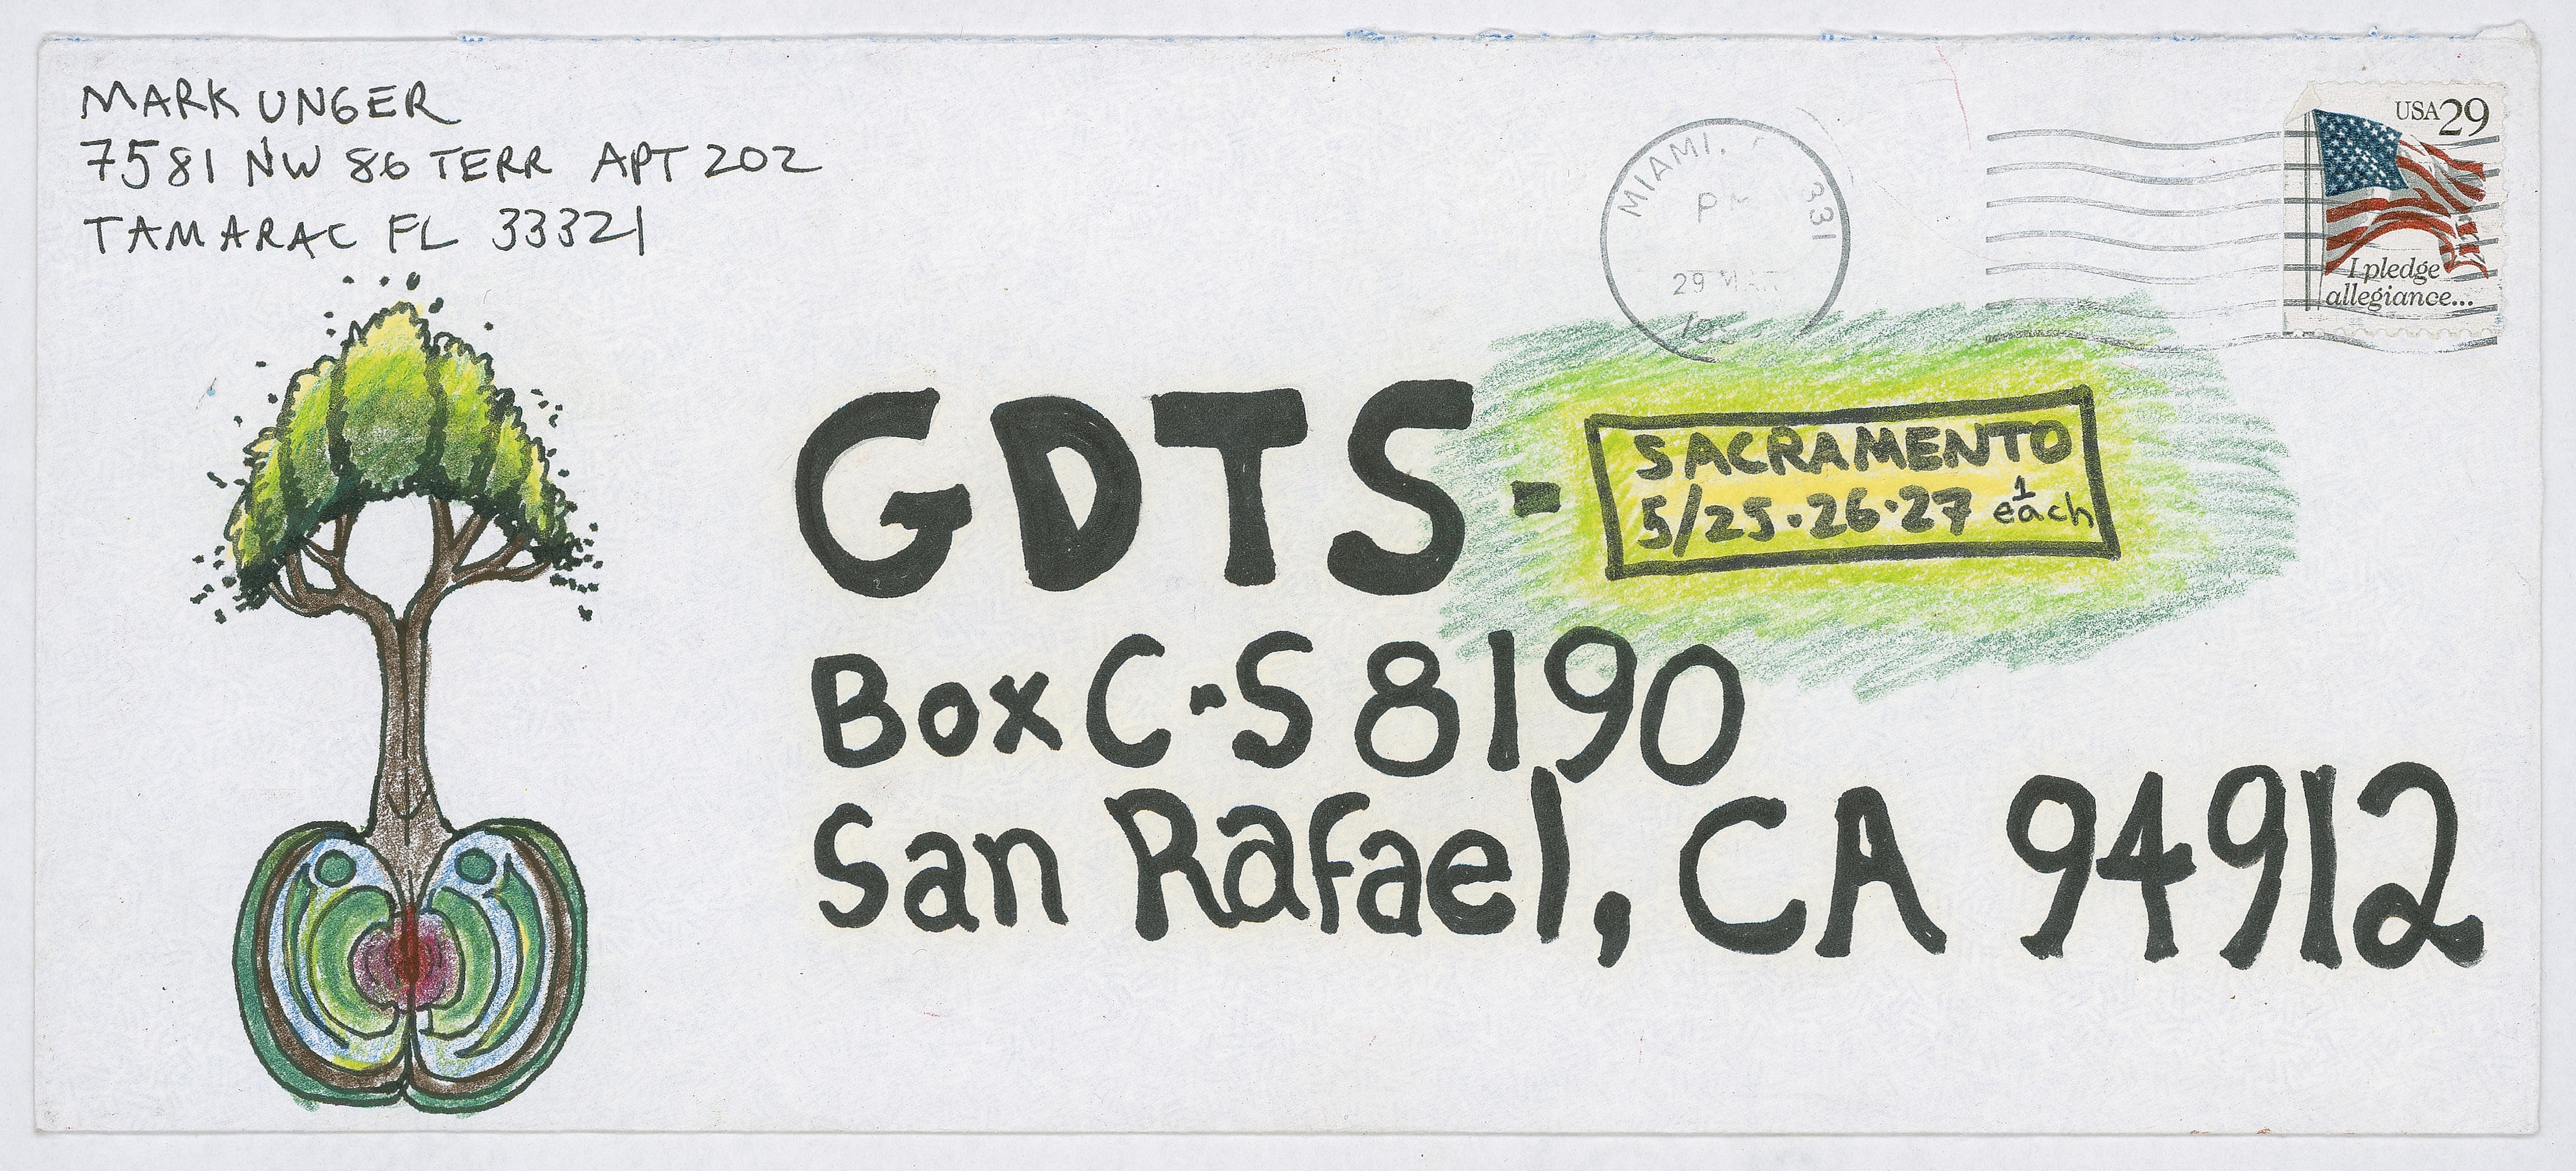 MARK UNGER
7581 NW 86 TERR APT 202
TAMARAC FL 33321
MIAMI, 331
PM
29 MAR
USA 29
I pledge
allegiance...
GDTS-
SACRAMENTO
5/25·26·27 1 each
Box C-S 8190
San Rafael, CA 94912